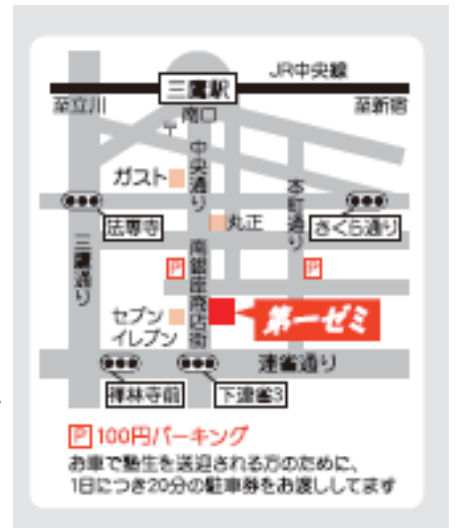 JR中央線
三鷹駅
至立川
南口
至新宿
〒
中央通り
ガスト
本町通り
法専寺
丸正
さくら通り
三鷹通り
P
南銀座商店街
P
セブン
イレブン
第一ゼミ
連雀通り
禅林寺前
下連雀3
P 100円パーキング
お車で塾生を送迎される方のために、
1日につき20分の駐車券をお渡ししてます